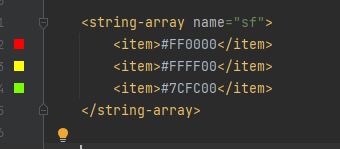 <string-array name="sf">
<item>#FF0000</item>
<item>#FFFF00</item>
<item>#7CFC00</item>
</string-array>